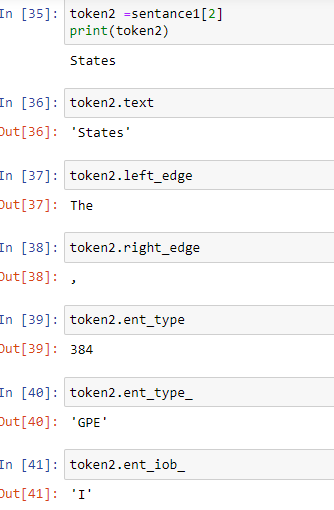 In [35]: token2 =sentance1[2]
print(token2)
States
In [36]: token2.text
Out[36]: 'States'
In [37]: token2.left_edge
Out[37]: The
In [38]: token2.right_edge
Out[38]: ,
In [39]: token2.ent_type
Out[39]: 384
In [40]: token2.ent_type_
Out[40]: 'GPE'
In [41]: token2.ent_iob_
Out[41]: 'I'